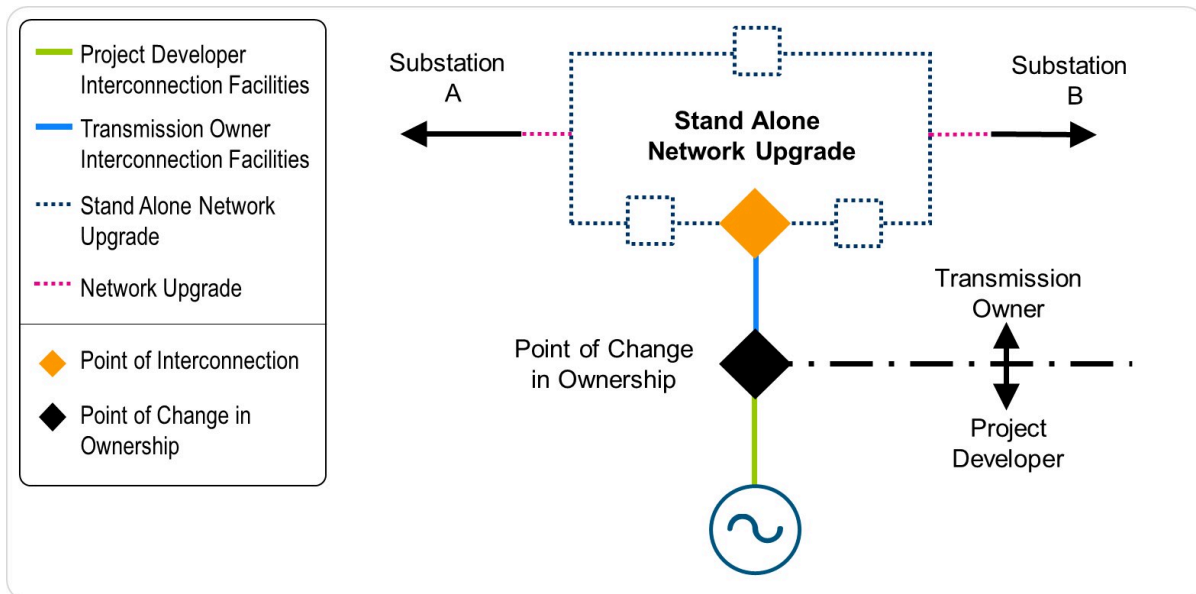 Project Developer
Interconnection Facilities
Transmission Owner
Interconnection Facilities
Stand Alone Network
Upgrade
Network Upgrade
Point of Interconnection
Point of Change in
Ownership
Substation
A
Substation
B
Stand Alone
Network Upgrade
Point of Change
in Ownership
Transmission
Owner
Project
Developer